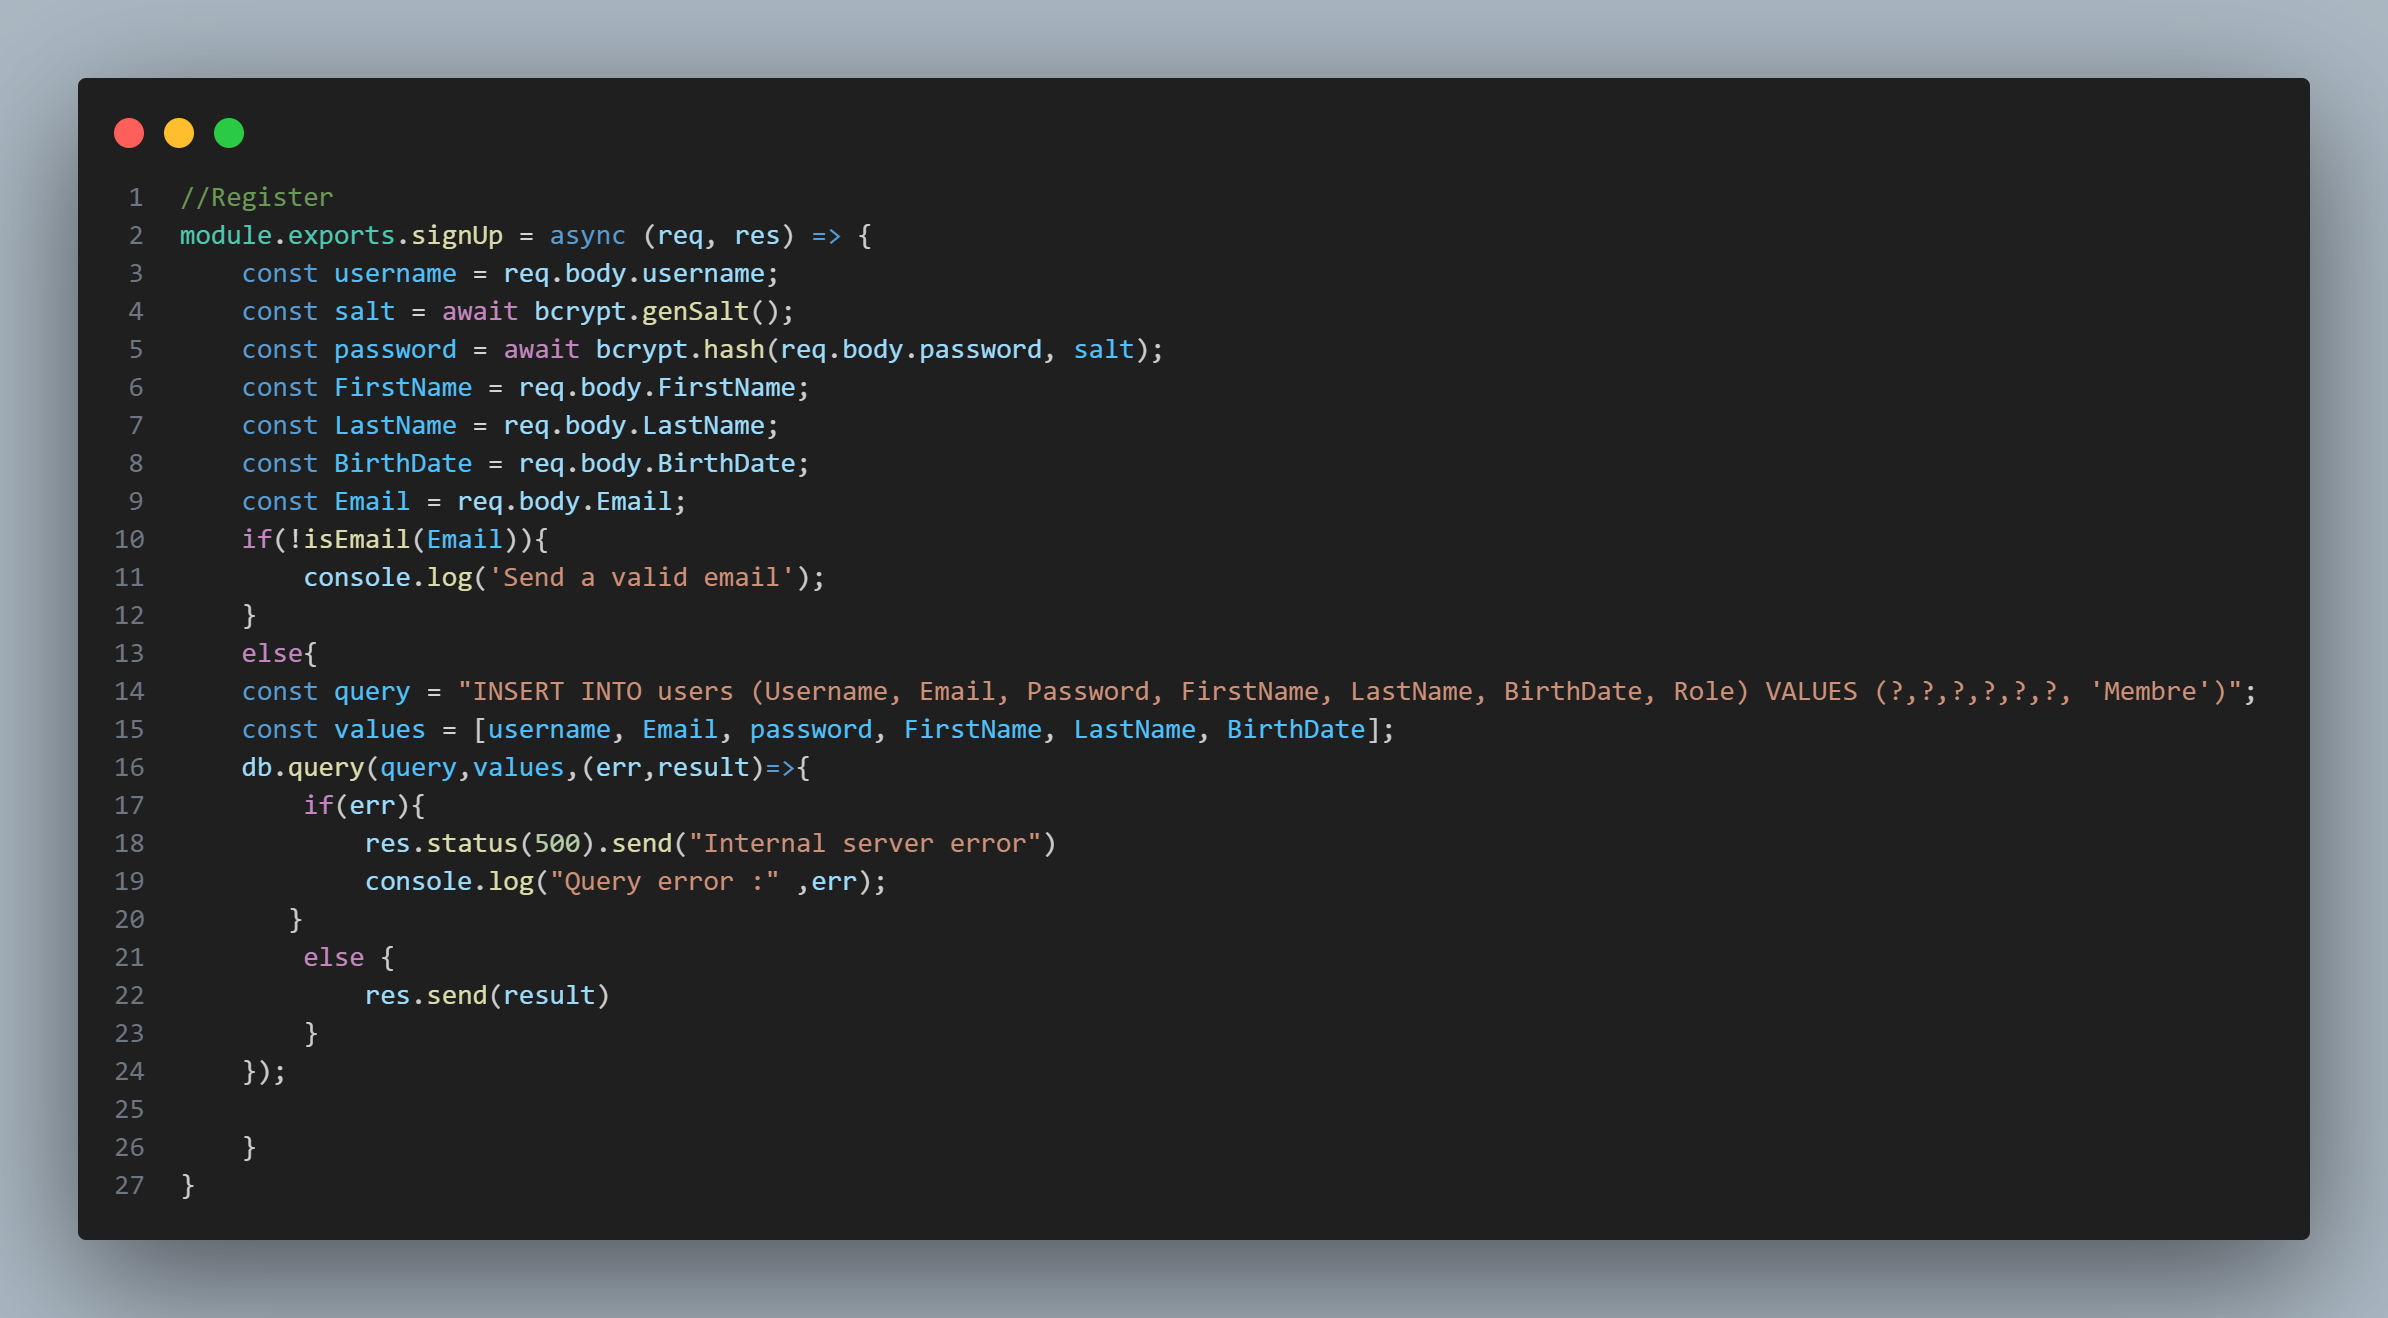 1 //Register
2 module.exports.signUp = async (req, res) => {
3     const username = req.body.username;
4     const salt = await bcrypt.genSalt();
5     const password = await bcrypt.hash(req.body.password, salt);
6     const FirstName = req.body.FirstName;
7     const LastName = req.body.LastName;
8     const BirthDate = req.body.BirthDate;
9     const Email = req.body.Email;
10     if(!isEmail(Email)){
11         console.log('Send a valid email');
12     }
13     else{
14     const query = "INSERT INTO users (Username, Email, Password, FirstName, LastName, BirthDate, Role) VALUES (?,?,?,?,?,?, 'Membre')";
15     const values = [username, Email, password, FirstName, LastName, BirthDate];
16     db.query(query,values,(err,result)=>{
17         if(err){
18             res.status(500).send("Internal server error")
19             console.log("Query error :" ,err);
20        }
21         else {
22             res.send(result)
23         }
24     });
25
26     }
27 }